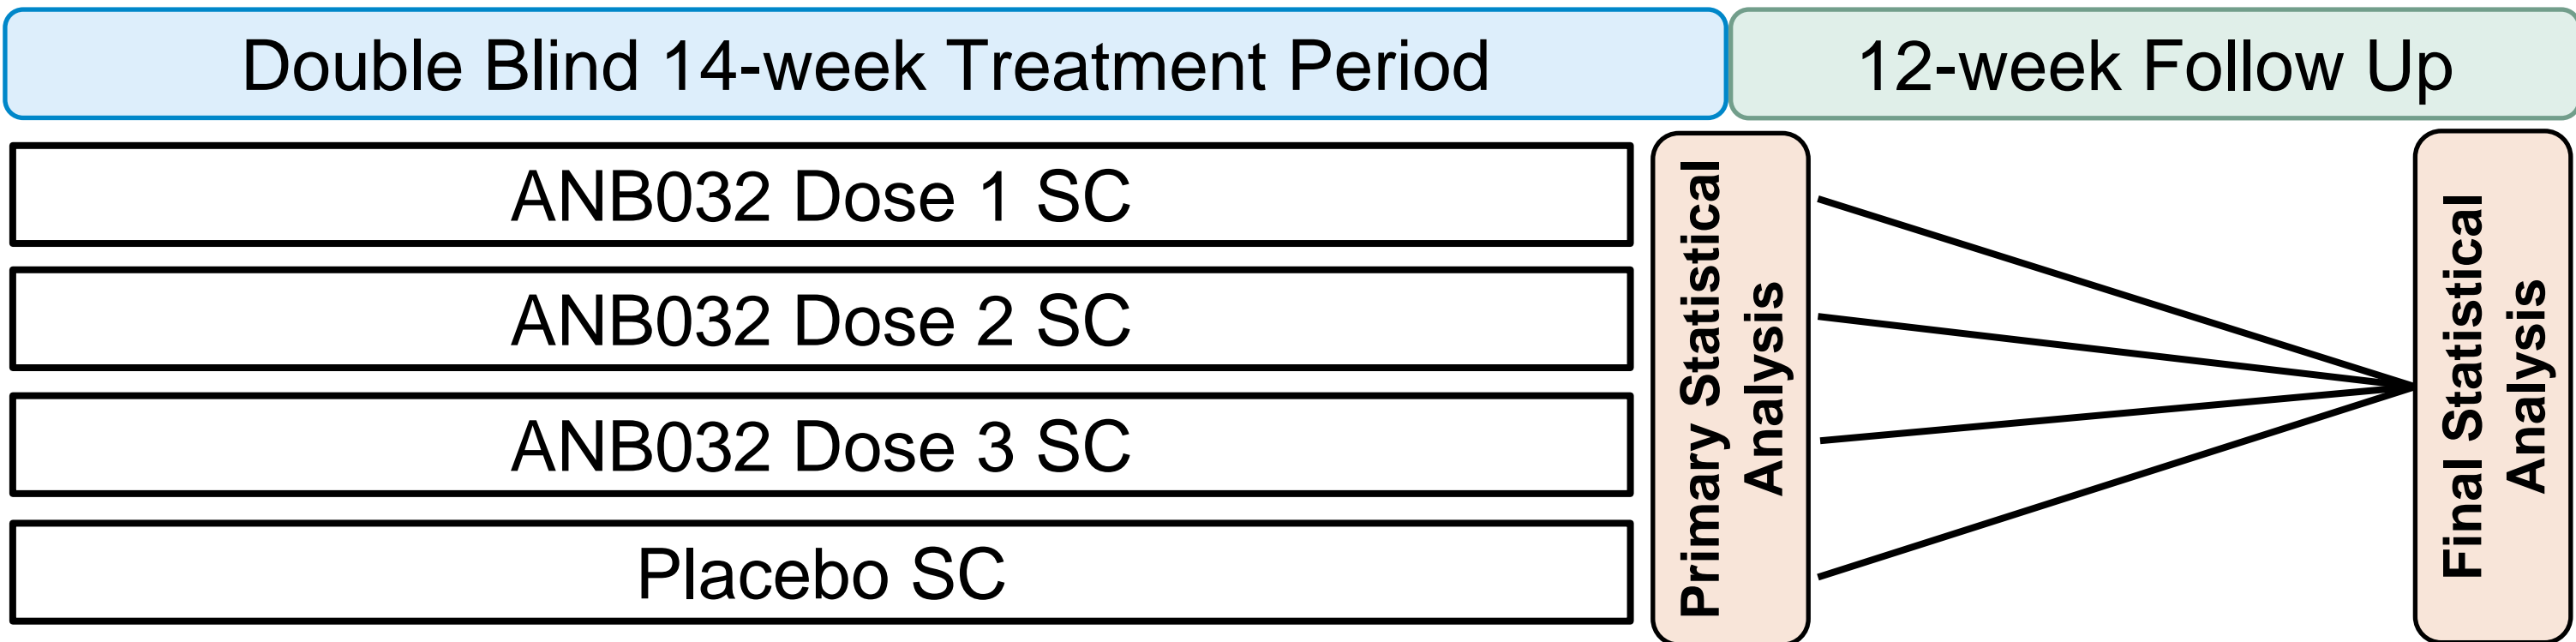 Double Blind 14-week Treatment Period
12-week Follow Up
ANB032 Dose 1 SC
ANB032 Dose 2 SC
ANB032 Dose 3 SC
Placebo SC
Primary Statistical
Analysis
Final Statistical
Analysis